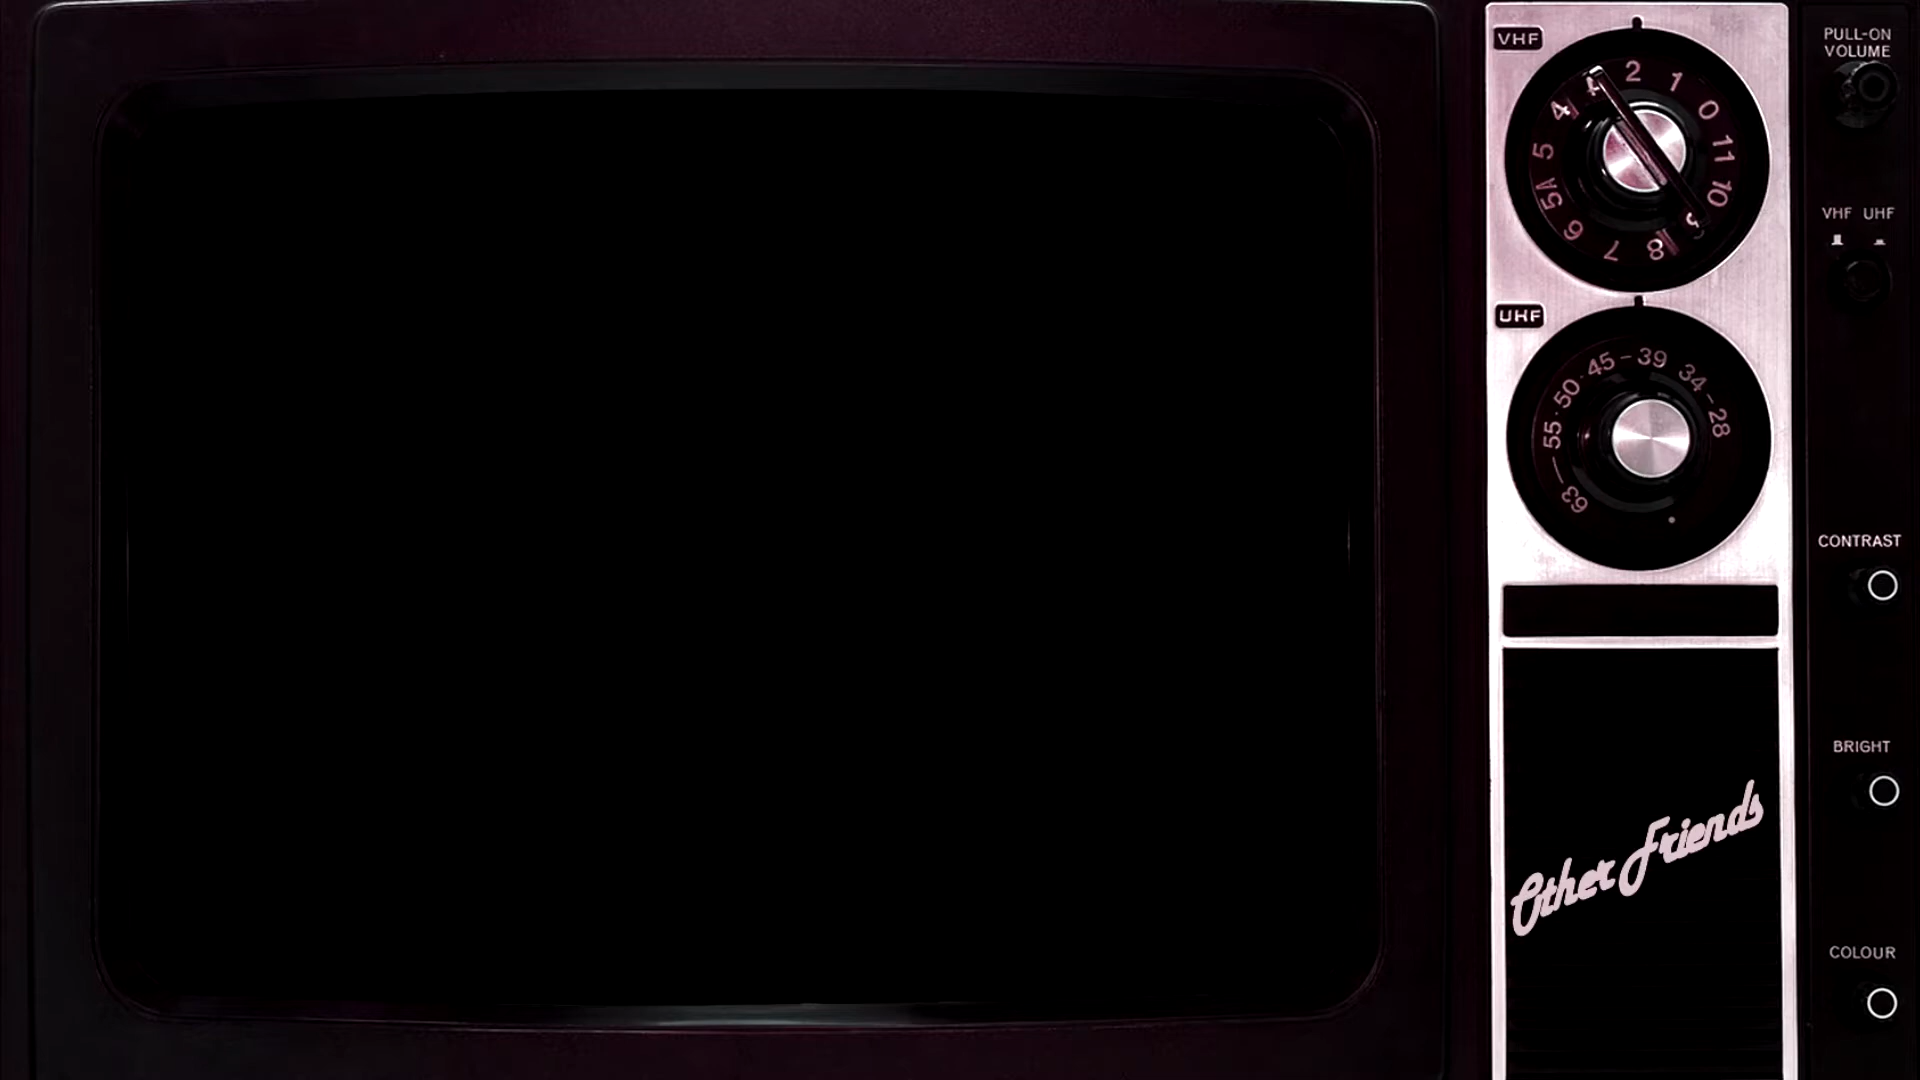 VHF
2
1
0
11
10
8
7
6
5A
5
4
UHF
63 — 55 · 50 · 45 – 39 34 – 28
Other Friends
PULL-ON
VOLUME
VHF UHF
CONTRAST
BRIGHT
COLOUR